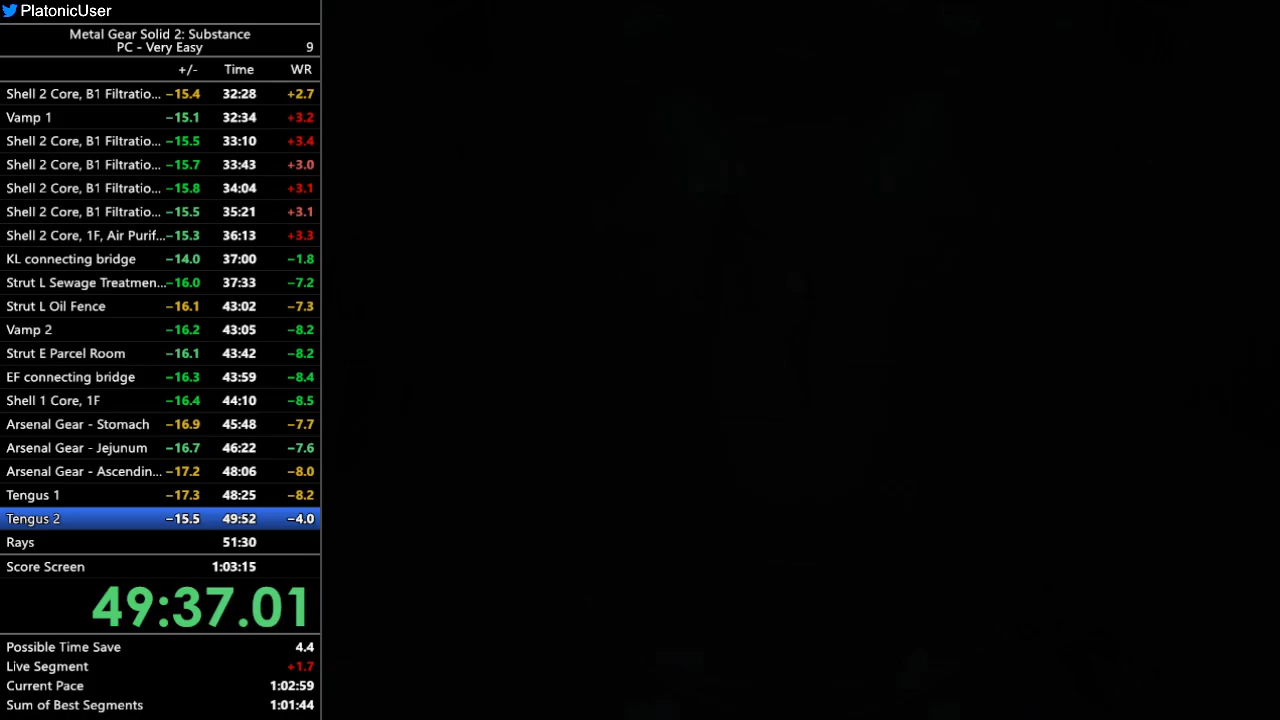 PlatonicUser
Metal Gear Solid 2: Substance
PC - Very Easy 9
+/- Time WR
Shell 2 Core, B1 Filtratio... −15.4 32:28 +2.7
Vamp 1 −15.1 32:34 +3.2
Shell 2 Core, B1 Filtratio... −15.5 33:10 +3.4
Shell 2 Core, B1 Filtratio... −15.7 33:43 +3.0
Shell 2 Core, B1 Filtratio... −15.8 34:04 +3.1
Shell 2 Core, B1 Filtratio... −15.5 35:21 +3.1
Shell 2 Core, 1F, Air Purif... −15.3 36:13 +3.3
KL connecting bridge −14.0 37:00 −1.8
Strut L Sewage Treatmen... −16.0 37:33 −7.2
Strut L Oil Fence −16.1 43:02 −7.3
Vamp 2 −16.2 43:05 −8.2
Strut E Parcel Room −16.1 43:42 −8.2
EF connecting bridge −16.3 43:59 −8.4
Shell 1 Core, 1F −16.4 44:10 −8.5
Arsenal Gear - Stomach −16.9 45:48 −7.7
Arsenal Gear - Jejunum −16.7 46:22 −7.6
Arsenal Gear - Ascendin... −17.2 48:06 −8.0
Tengus 1 −17.3 48:25 −8.2
Tengus 2 −15.5 49:52 −4.0
Rays 51:30
Score Screen 1:03:15
49:37.01
Possible Time Save 4.4
Live Segment +1.7
Current Pace 1:02:59
Sum of Best Segments 1:01:44